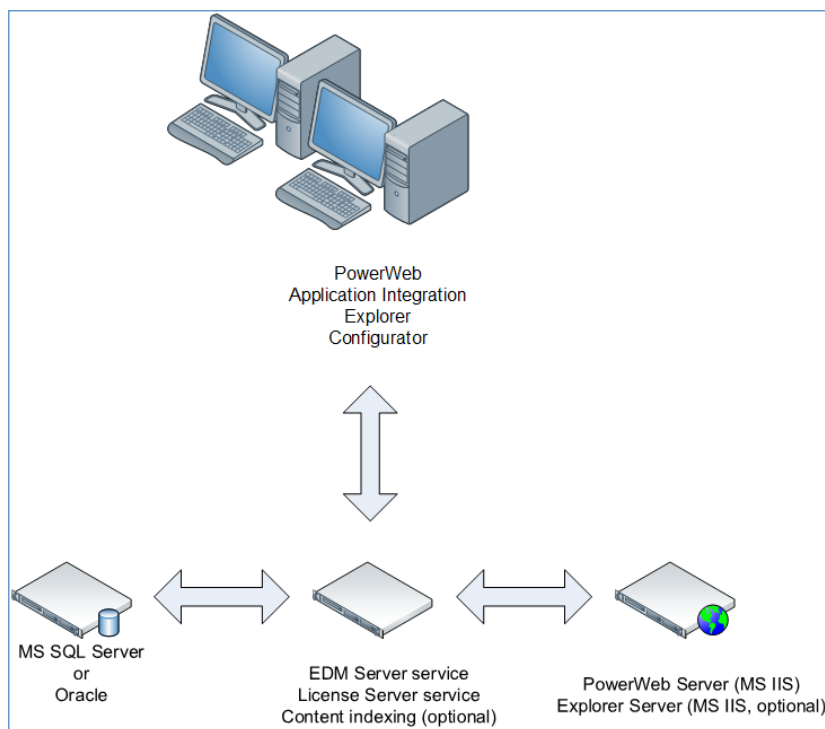 PowerWeb
Application Integration
Explorer
Configurator
MS SQL Server
or
Oracle
EDM Server service
License Server service
Content indexing (optional)
PowerWeb Server (MS IIS)
Explorer Server (MS IIS, optional)